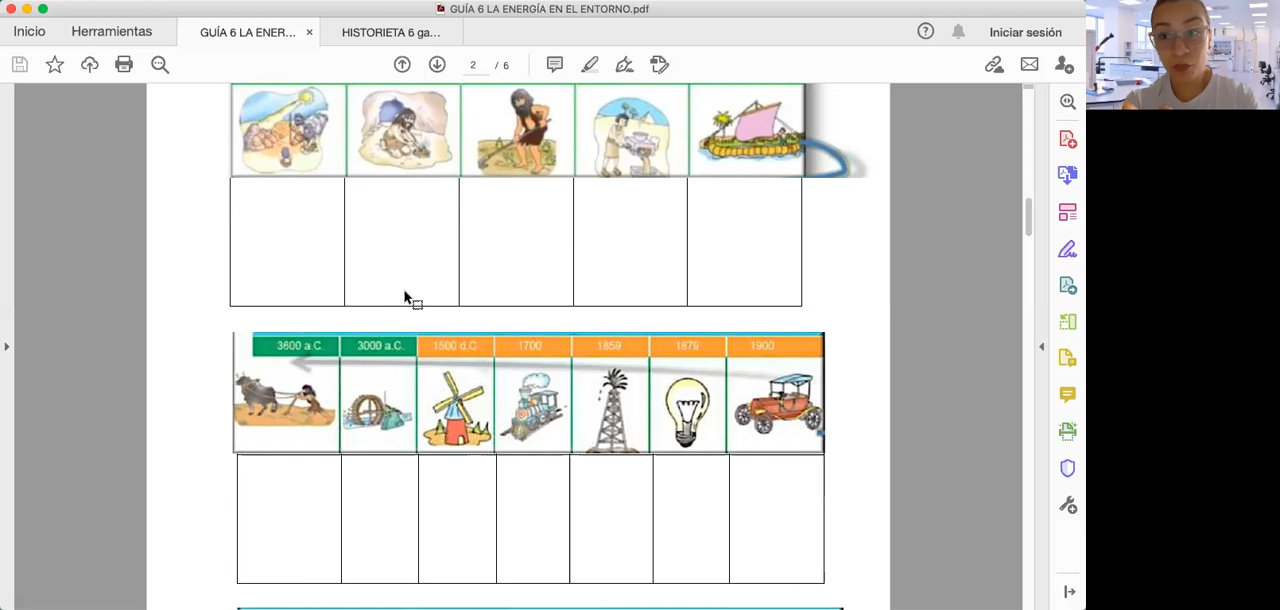 GUÍA 6 LA ENERGÍA EN EL ENTORNO.pdf
Inicio Herramientas GUÍA 6 LA ENER... × HISTORIETA 6 ga... Iniciar sesión
2 / 6
3600 a.C. 3000 a.C. 1500 d.C 1700 1859 1879 1900